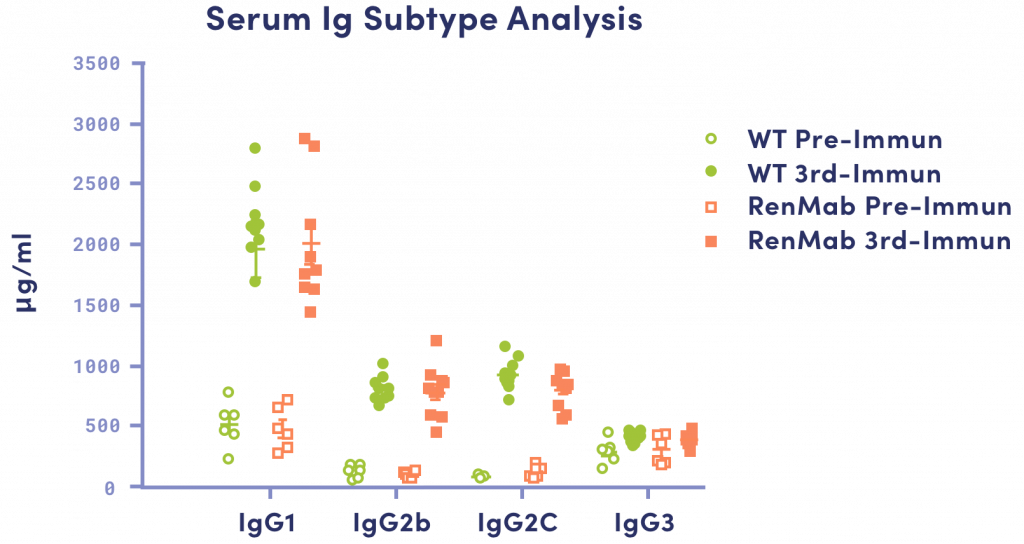 Serum Ig Subtype Analysis
3500
3000
2500
2000
1500
1000
500
0
µg/ml
IgG1
IgG2b
IgG2C
IgG3
WT Pre-Immun
WT 3rd-Immun
RenMab Pre-Immun
RenMab 3rd-Immun